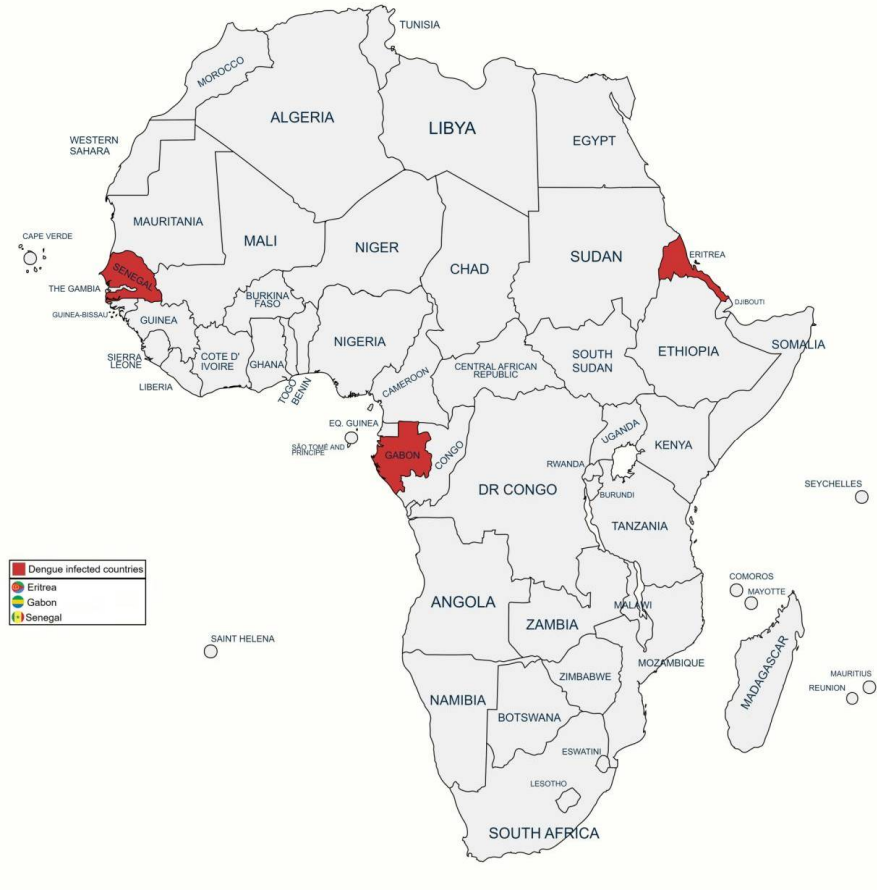 TUNISIA
MOROCCO
ALGERIA
LIBYA
EGYPT
WESTERN
SAHARA
MAURITANIA
MALI
NIGER
CHAD
SUDAN
ERITREA
CAPE VERDE
SENEGAL
THE GAMBIA
GUINEA-BISSAU
GUINEA
BURKINA
FASO
DJIBOUTI
SIERRA
LEONE
LIBERIA
COTE D'
IVOIRE
GHANA
TOGO
BENIN
NIGERIA
CAMEROON
CENTRAL AFRICAN
REPUBLIC
SOUTH
SUDAN
ETHIOPIA
SOMALIA
EQ. GUINEA
SÃO TOMÉ AND
PRÍNCIPE
GABON
CONGO
DR CONGO
UGANDA
KENYA
RWANDA
BURUNDI
TANZANIA
SEYCHELLES
Dengue infected countries
Eritrea
Gabon
Senegal
COMOROS
MAYOTTE
ANGOLA
ZAMBIA
MALAWI
SAINT HELENA
MOZAMBIQUE
MADAGASCAR
MAURITIUS
REUNION
NAMIBIA
ZIMBABWE
BOTSWANA
ESWATINI
LESOTHO
SOUTH AFRICA